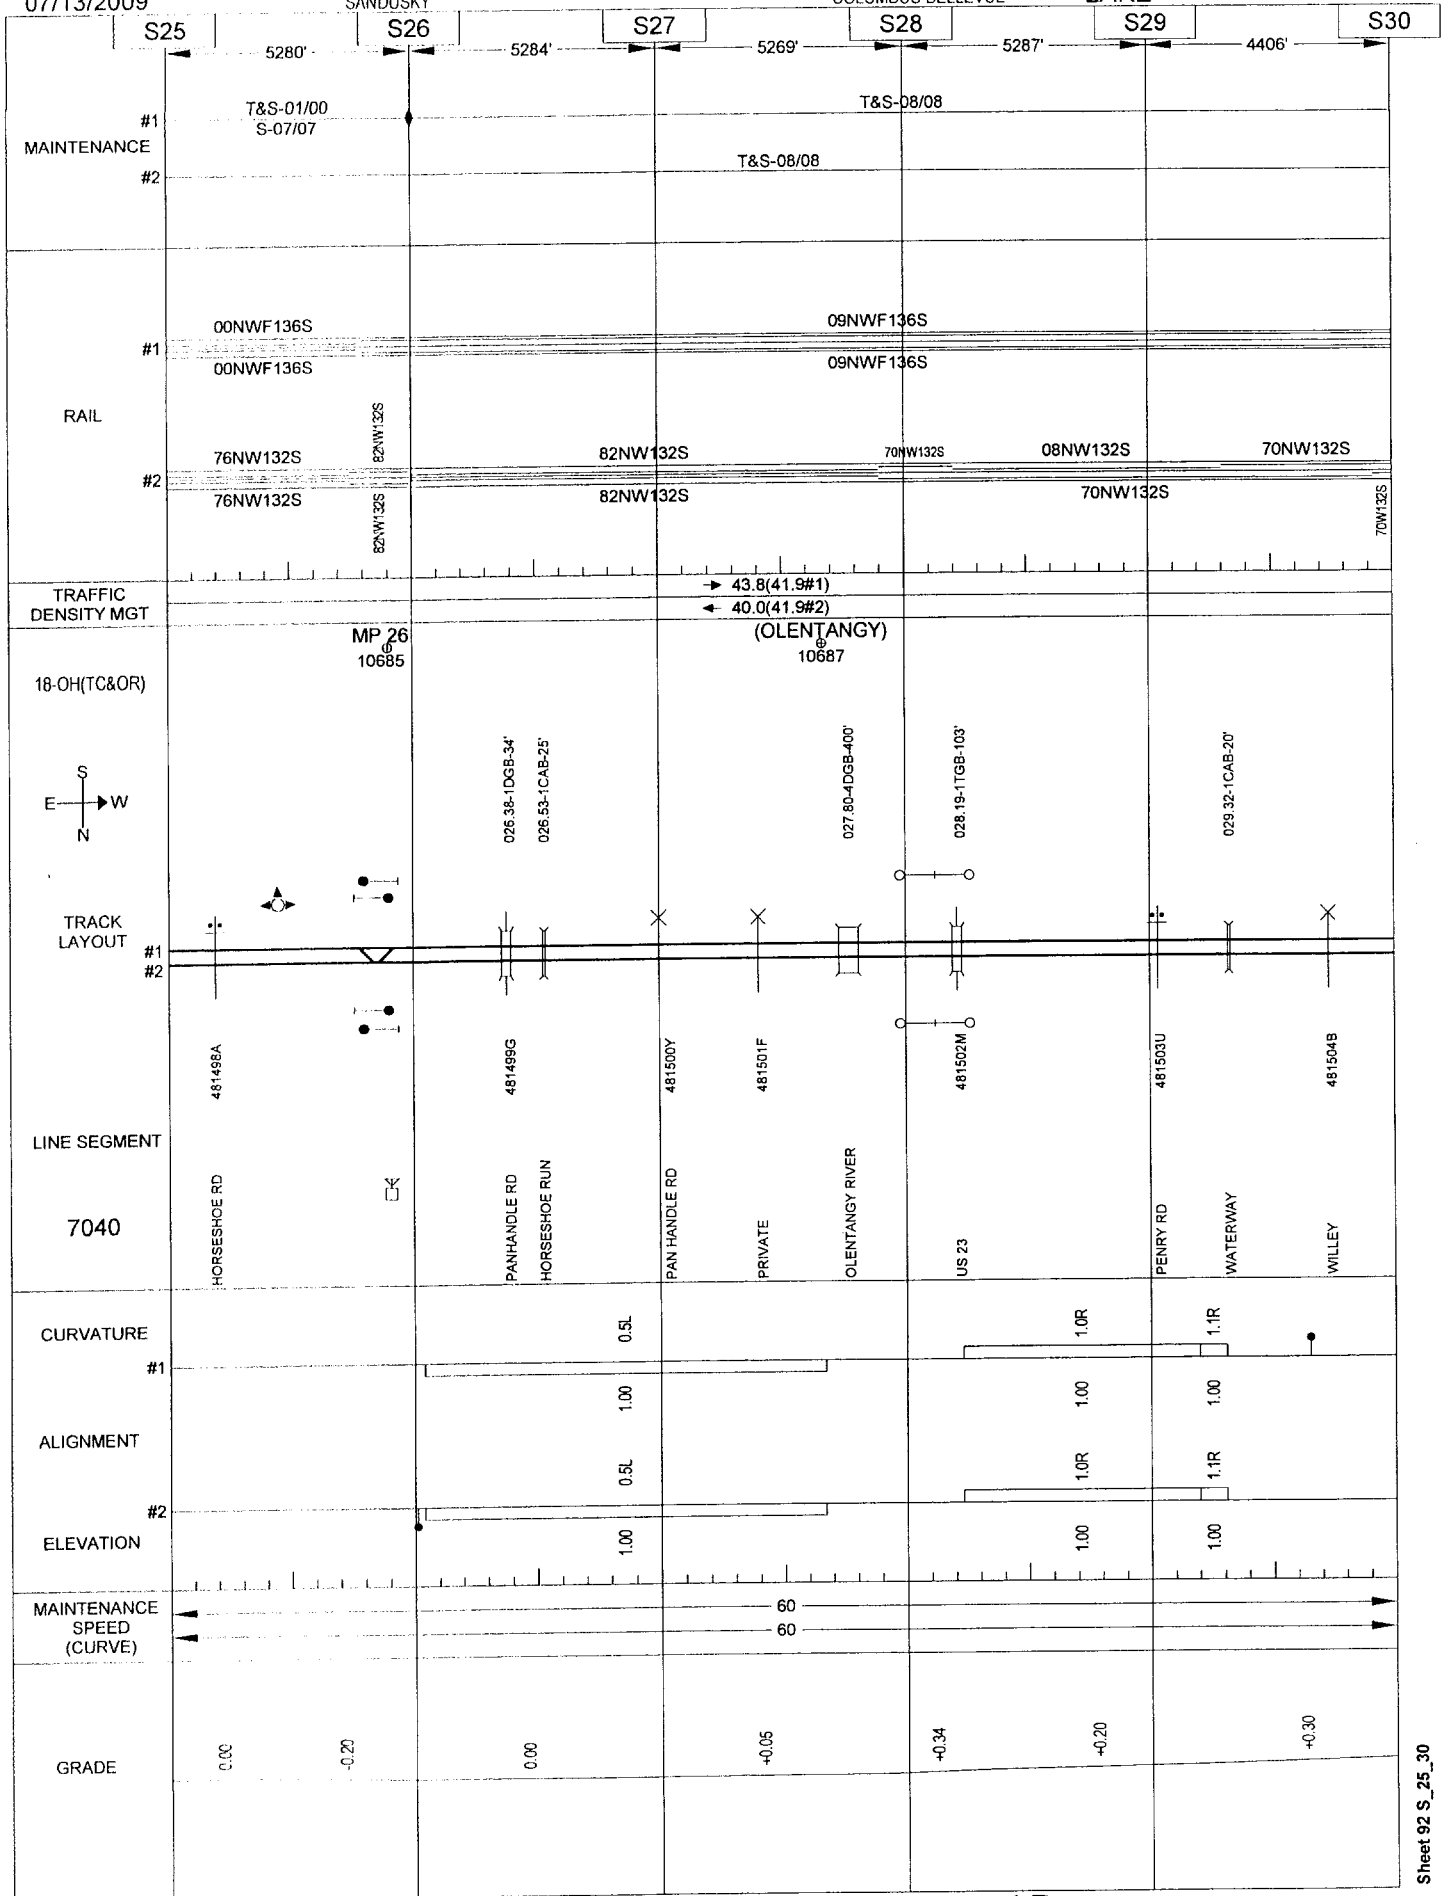 07/13/2009
SANDUSKY
S25
S26
S27
S28
S29
S30
5280'
5284'
5269'
5287'
4406'
#1
T&S-01/00
S-07/07
T&S-08/08
MAINTENANCE
#2
T&S-08/08
00NWF136S
09NWF136S
#1
00NWF136S
09NWF136S
RAIL
82NW132S
76NW132S
82NW132S
70NW132S
08NW132S
70NW132S
#2
76NW132S
82NW132S
82NW132S
70NW132S
70W132S
TRAFFIC
DENSITY MGT
43.8(41.9#1)
40.0(41.9#2)
MP 26
10685
(OLENTANGY)
10687
18-OH(TC&OR)
S
E
W
N
026.38-1DGB-34'
026.53-1CAB-25'
027.80-4DGB-400'
028.19-1TGB-103'
029.32-1CAB-20'
TRACK
LAYOUT
#1
#2
481498A
481499G
481500Y
481501F
481502M
481503U
481504B
LINE SEGMENT
7040
HORSESHOE RD
PANHANDLE RD
HORSESHOE RUN
PAN HANDLE RD
PRIVATE
OLENTANGY RIVER
US 23
PENRY RD
WATERWAY
WILLEY
CURVATURE
0.5L
1.0R
1.1R
#1
1.00
1.00
1.00
ALIGNMENT
0.5L
1.0R
1.1R
#2
ELEVATION
1.00
1.00
1.00
MAINTENANCE
SPEED
(CURVE)
60
60
GRADE
0.00
-0.20
0.00
+0.05
+0.34
+0.20
+0.30
Sheet 92 S_25_30